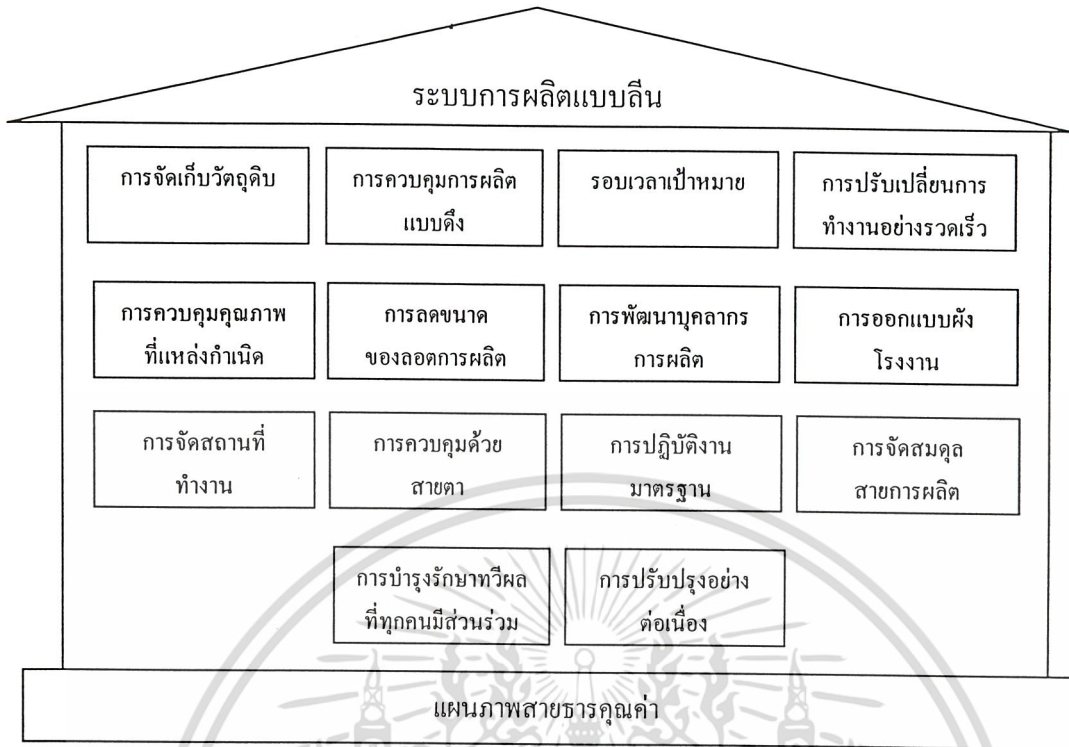 ระบบการผลิตแบบลีน
การจัดเก็บวัตถุดิบ
การควบคุมการผลิต
แบบดึง
รอบเวลาเป้าหมาย
การปรับเปลี่ยนการ
ทำงานอย่างรวดเร็ว
การควบคุมคุณภาพ
ที่แหล่งกำเนิด
การลดขนาด
ของลอตการผลิต
การพัฒนาบุคลากร
การผลิต
การออกแบบผัง
โรงงาน
การจัดสถานที่
ทำงาน
การควบคุมด้วย
สายตา
การปฏิบัติงาน
มาตรฐาน
การจัดสมดุล
สายการผลิต
การบำรุงรักษาทวีผล
ที่ทุกคนมีส่วนร่วม
การปรับปรุงอย่าง
ต่อเนื่อง
แผนภาพสายธารคุณค่า